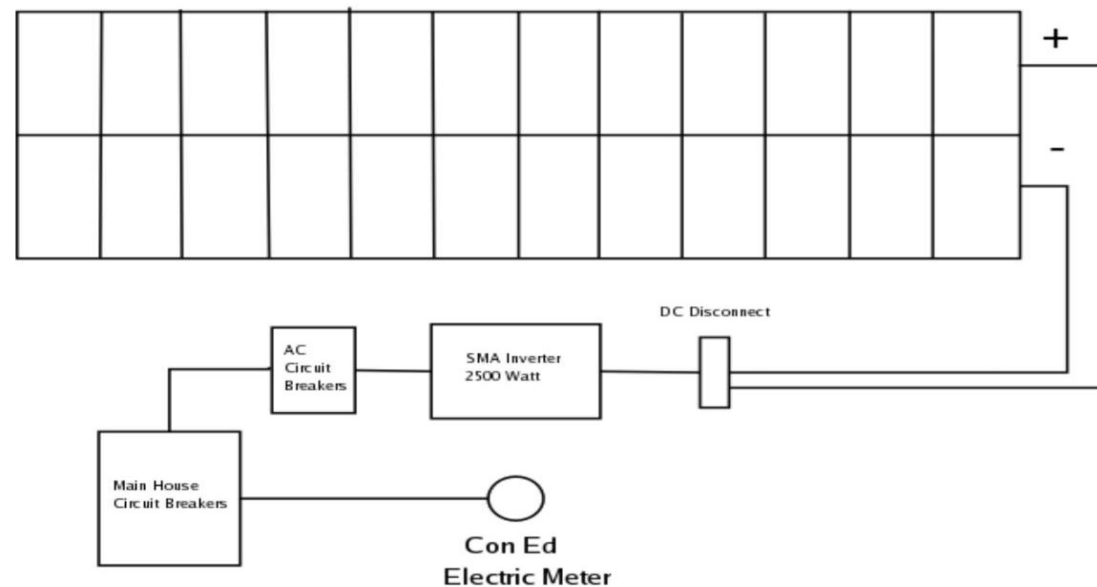 +
-
DC Disconnect
AC
Circuit
Breakers
SMA Inverter
2500 Watt
Main House
Circuit Breakers
Con Ed
Electric Meter